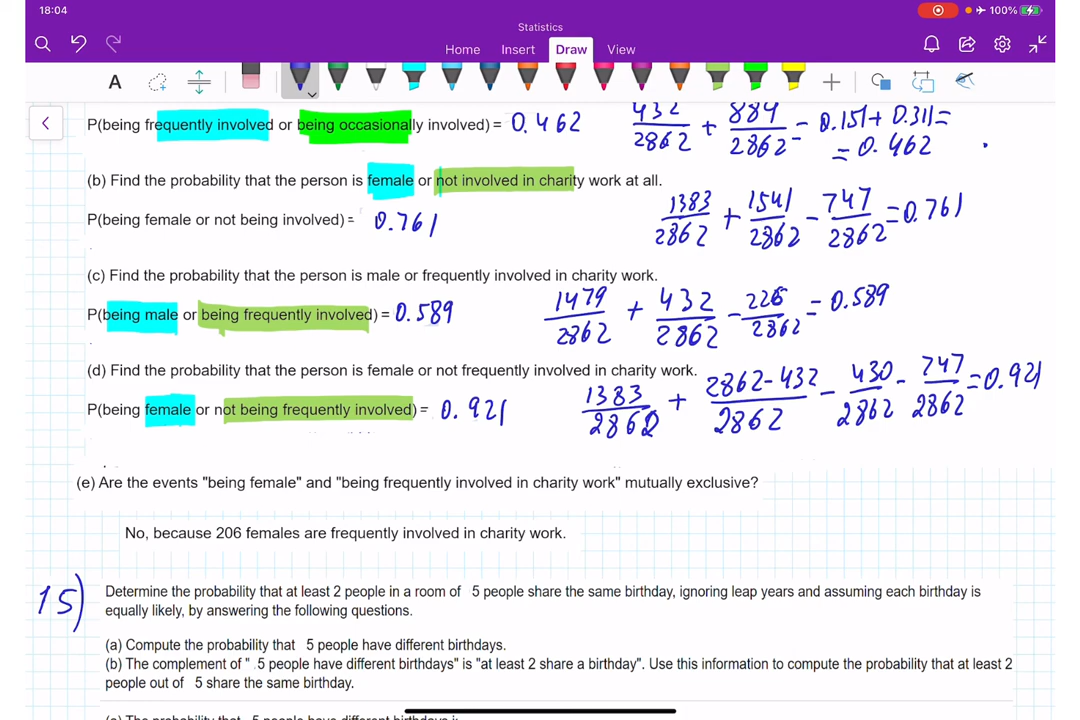 18:04
100%
Statistics
Home Insert Draw View
A
P(being frequently involved or being occasionally involved) = 0.462
432/2862 + 884/2862 = 0.151 + 0.311 =
= 0.462
(b) Find the probability that the person is female or not involved in charity work at all.
P(being female or not being involved) = 0.761
1383/2862 + 1541/2862 - 747/2862 = 0.761
(c) Find the probability that the person is male or frequently involved in charity work.
P(being male or being frequently involved) = 0.589
1479/2862 + 432/2862 - 226/2862 = 0.589
(d) Find the probability that the person is female or not frequently involved in charity work.
P(being female or not being frequently involved) = 0.921
1383/2862 + 2862-432/2862 - 430/2862 - 747/2862 = 0.921
(e) Are the events "being female" and "being frequently involved in charity work" mutually exclusive?
No, because 206 females are frequently involved in charity work.
15)
Determine the probability that at least 2 people in a room of 5 people share the same birthday, ignoring leap years and assuming each birthday is
equally likely, by answering the following questions.
(a) Compute the probability that 5 people have different birthdays.
(b) The complement of " 5 people have different birthdays" is "at least 2 share a birthday". Use this information to compute the probability that at least 2
people out of 5 share the same birthday.
(a) The probability that 5 people have different birthdays is